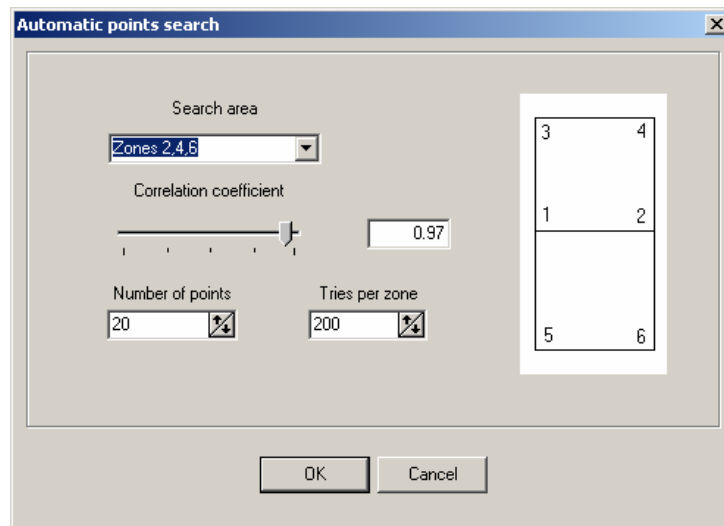 Automatic points search
Search area
Zones 2,4,6
Correlation coefficient
0.97
Number of points Tries per zone
20 200
3 4
1 2
5 6
OK Cancel